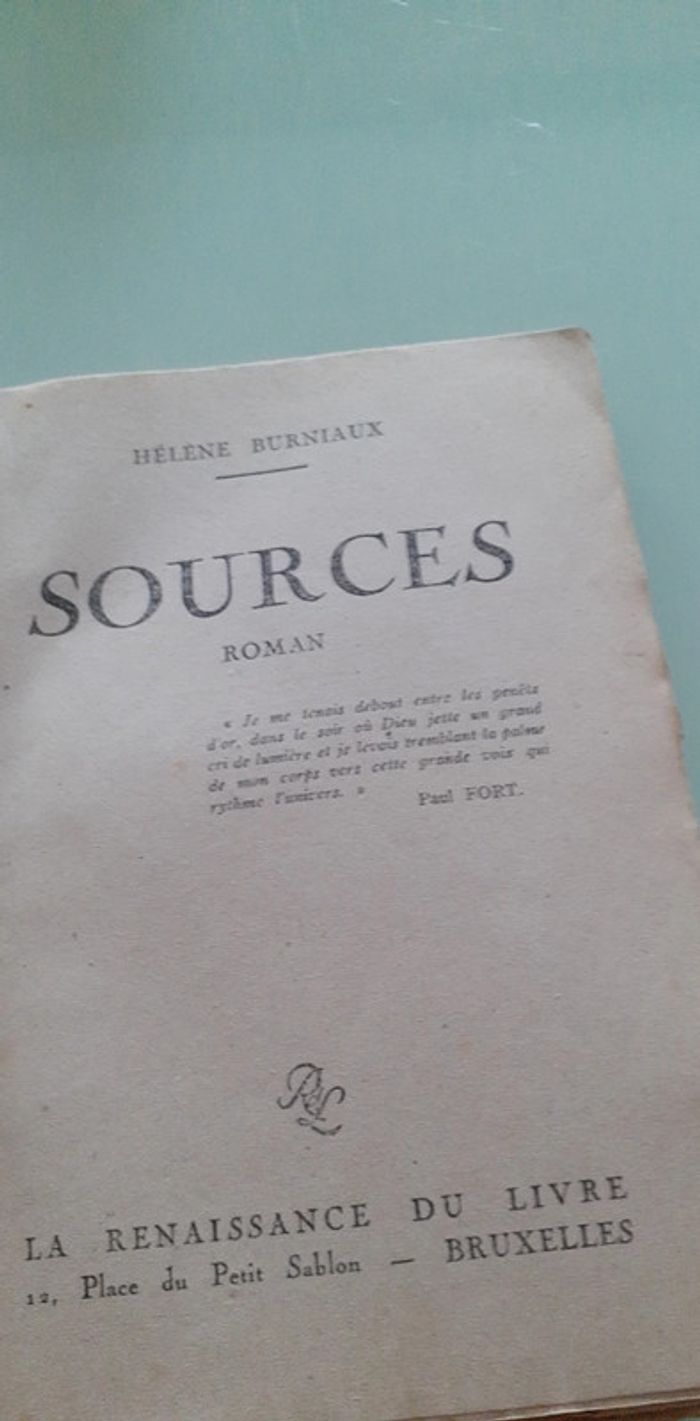 HÉLÈNE BURNIAUX
SOURCES
ROMAN
« Je me tenais debout entre les genêts
d'or, dans le soir où Dieu jette un grand
cri de lumière et je levais tremblant la palme
de mon corps vers cette grande voix qui
rythme l'univers. »
Paul FORT.
RdL
LA RENAISSANCE DU LIVRE
12, Place du Petit Sablon — BRUXELLES